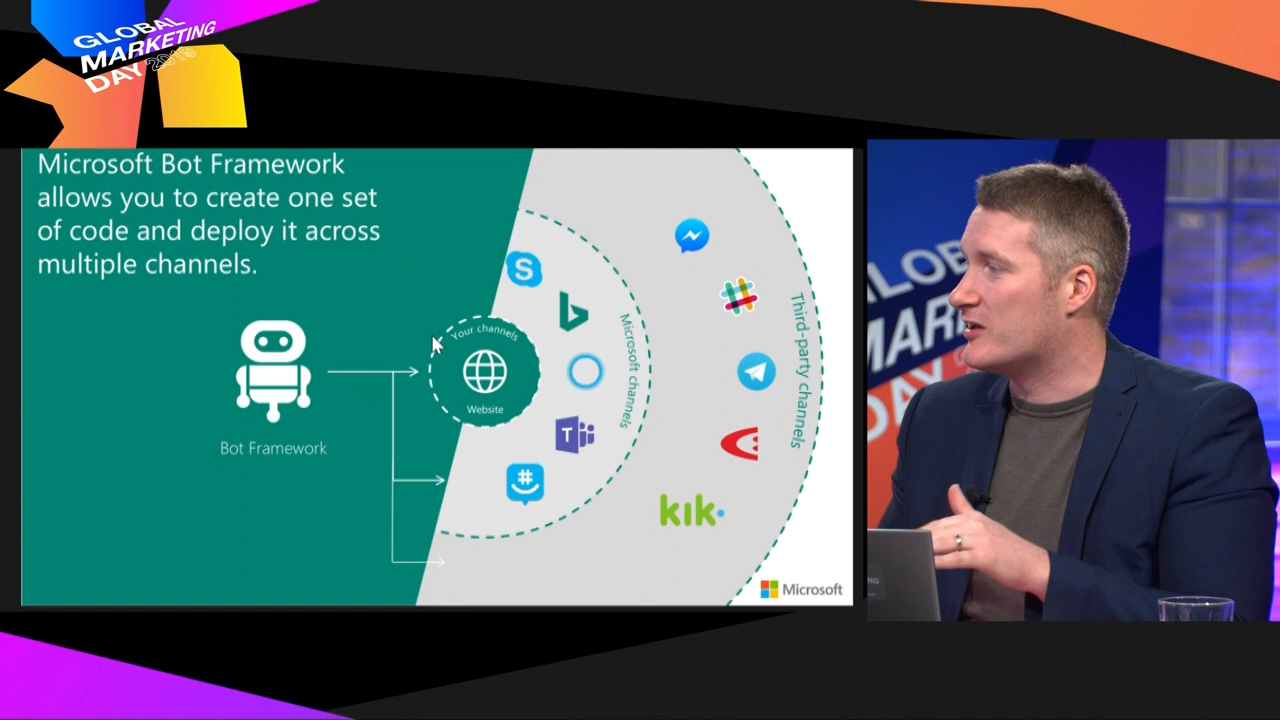 GLOBAL
MARKETING
DAY 2019
Microsoft Bot Framework
allows you to create one set
of code and deploy it across
multiple channels.
Bot Framework
Your channels
Website
Microsoft channels
Third-party channels
kik
Microsoft